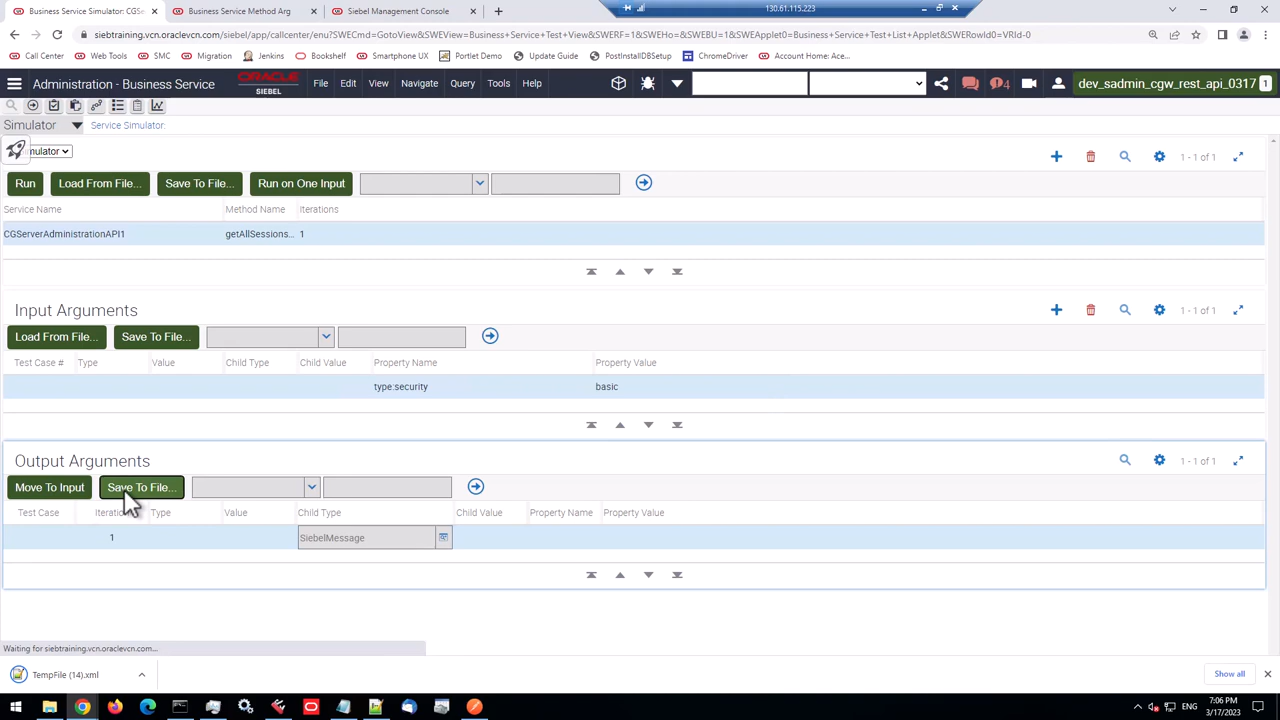 Business Service Simulator: CGSe
Business Service Method Arg
Siebel Management Console
130.61.115.223
siebtraining.vcn.oraclevcn.com/siebel/app/callcenter/enu?SWECmd=GotoView&SWEView=Business+Service+Test+View&SWERF=1&SWEHo=&SWEBU=1&SWEApplet0=Business+Service+Test+List+Applet&SWERowId0=VRId-0
Call Center
Web Tools
SMC
Migration
Jenkins
Smartphone UX
Portlet Demo
Update Guide
PostInstallDBSetup
ChromeDriver
Account Home: Ace...
Administration - Business Service
ORACLE
SIEBEL
File Edit View Navigate Query Tools Help
4
dev_sadmin_cgw_rest_api_0317 1
Simulator
Service Simulator:
mulator
1 - 1 of 1
Run
Load From File...
Save To File...
Run on One Input
Service Name Method Name Iterations
CGServerAdministrationAPI1 getAllSessions... 1
Input Arguments
1 - 1 of 1
Load From File...
Save To File...
Test Case # Type Value Child Type Child Value Property Name Property Value
type:security basic
Output Arguments
1 - 1 of 1
Move To Input
Save To File...
Test Case Iteration Type Value Child Type Child Value Property Name Property Value
1 SiebelMessage
Waiting for siebtraining.vcn.oraclevcn.com...
TempFile (14).xml
Show all
ENG
7:06 PM
3/17/2023